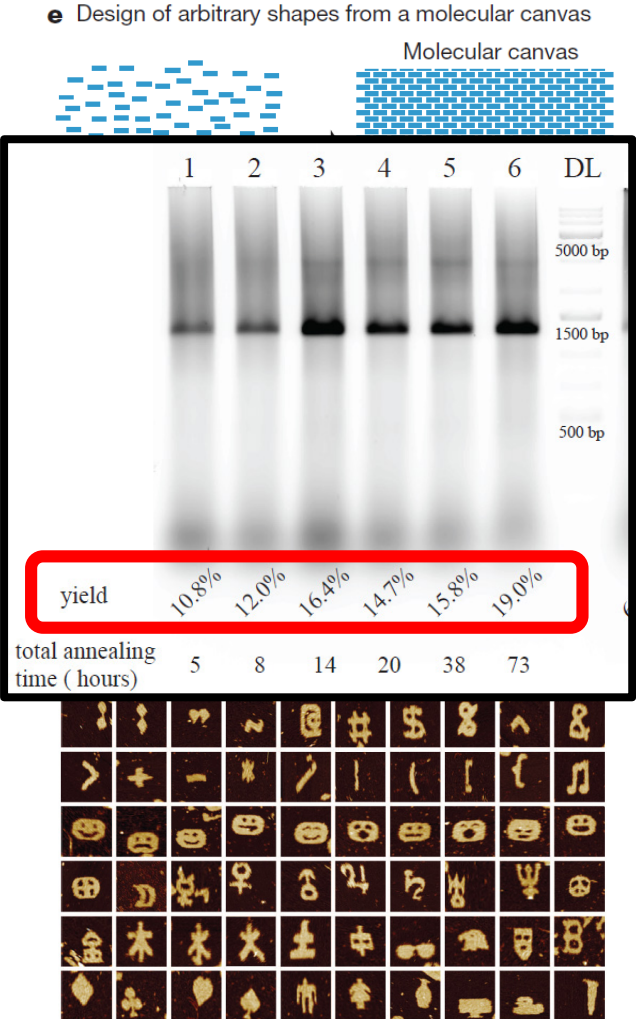 e Design of arbitrary shapes from a molecular canvas
Molecular canvas
1 2 3 4 5 6 DL
5000 bp
1500 bp
500 bp
yield 10.8% 12.0% 16.4% 14.7% 15.8% 19.0%
total annealing
time ( hours) 5 8 14 20 38 73